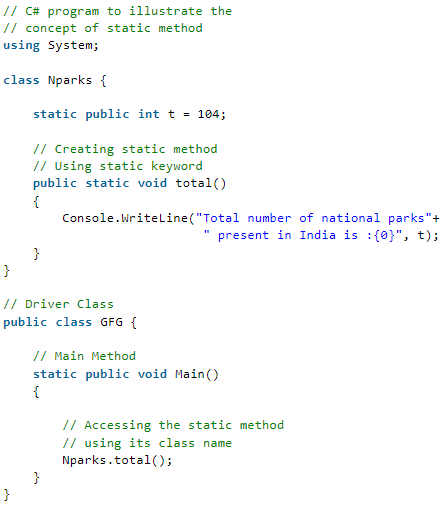 // C# program to illustrate the
// concept of static method
using System;
class Nparks {
static public int t = 104;
// Creating static method
// Using static keyword
public static void total()
{
Console.WriteLine("Total number of national parks"+
" present in India is :{0}", t);
}
}
// Driver Class
public class GFG {
// Main Method
static public void Main()
{
// Accessing the static method
// using its class name
Nparks.total();
}
}